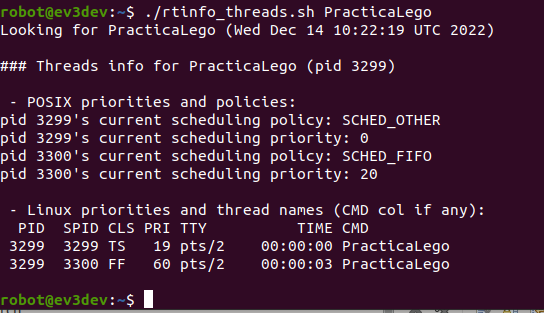 robot@ev3dev:~$ ./rtinfo_threads.sh PracticaLego
Looking for PracticaLego (Wed Dec 14 10:22:19 UTC 2022)
### Threads info for PracticaLego (pid 3299)
- POSIX priorities and policies:
pid 3299's current scheduling policy: SCHED_OTHER
pid 3299's current scheduling priority: 0
pid 3300's current scheduling policy: SCHED_FIFO
pid 3300's current scheduling priority: 20
- Linux priorities and thread names (CMD col if any):
PID SPID CLS PRI TTY TIME CMD
3299 3299 TS 19 pts/2 00:00:00 PracticaLego
3299 3300 FF 60 pts/2 00:00:03 PracticaLego
robot@ev3dev:~$